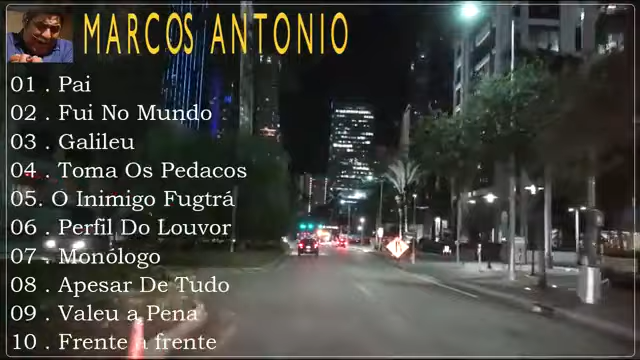 MARCOS ANTONIO
01 . Pai
02 . Fui No Mundo
03 . Galileu
04 . Toma Os Pedacos
05. O Inimigo Fugtrá
06 . Perfil Do Louvor
07 . Monólogo
08 . Apesar De Tudo
09 . Valeu a Pena
10 . Frente a frente